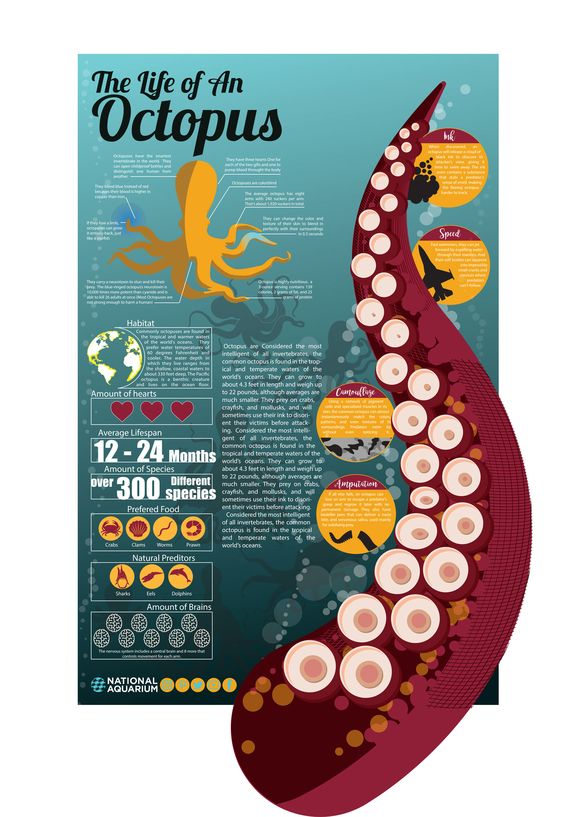 The Life of An
Octopus
Octopuses have the smartest
invertebrates in the world. They
can open childproof bottles and
distinguish one human from
another.
They have three hearts One for
each of the two gills and one to
pump blood through the body
Octopuses are colorblind
They bleed blue instead of red
because their blood is higher in
copper than iron.
The average octopus has eight
arms with 240 suckers per arm.
That's about 1,920 suckers in total.
They can change the color and
texture of their skin to blend in
perfectly with their surroundings
in 0.3 seconds
If they lose a limb,
octopuses can grow
it
just
like a starfish
They carry a neurotoxin to stun and kill their
prey. The blue ringed octopus's neurotoxin is
10,000 times more potent than cyanide and is
able to kill 26 adults at once (Most Octopuses are
not strong enough to harm a human)
Octopus is highly nutritious, a
3 ounce serving contains 139
calories, 2 grams of fat, and 25
grams of protein
Ink
Speed
Habitat
Commonly octopuses are found in
the tropical and warmer waters
of the world's oceans. They
prefer water temperatures of
60 degrees Fahrenheit and
cooler. The water depth in
which they live ranges from
the shallow, coastal waters to
about 330 feet deep. The Pacific
octopus is a benthic creature
and lives on the ocean floor.
Amount of hearts
Average Lifespan
12 - 24 Months
Amount of Species
over 300 Different
species
Prefered Food
Crabs Clams Worms Prawn
Natural Preditors
Sharks Eels Dolphins
Amount of Brains
The nervous system includes a central brain and 8 more that
controls movement for each arm.
NATIONAL
AQUARIUM
Octopus are Considered the most
intelligent of all invertebrates, the
common octopus is found in the trop-
ical and temperate waters of the
world's oceans. They can grow to
about 4.3 feet in length and weigh up
to 22 pounds, although averages are
much smaller. They prey on crabs,
crayfish, and mollusks, and will
sometimes use their ink to disori-
ent their victims before attack-
ing. Considered the most intelli-
gent of all invertebrates, the
common octopus is found in the
tropical and temperate waters of the
world's oceans. They can grow to
about 4.3 feet in length and weigh up
to 22 pounds, although averages are
much smaller. They prey on crabs,
crayfish, and mollusks, and will
sometimes use their ink to disori-
ent their victims before attacking.
Considered the most intelligent
of all invertebrates, the common
octopus is found in the tropical
and temperate waters of the
world's oceans.
Camouflage
Amputation